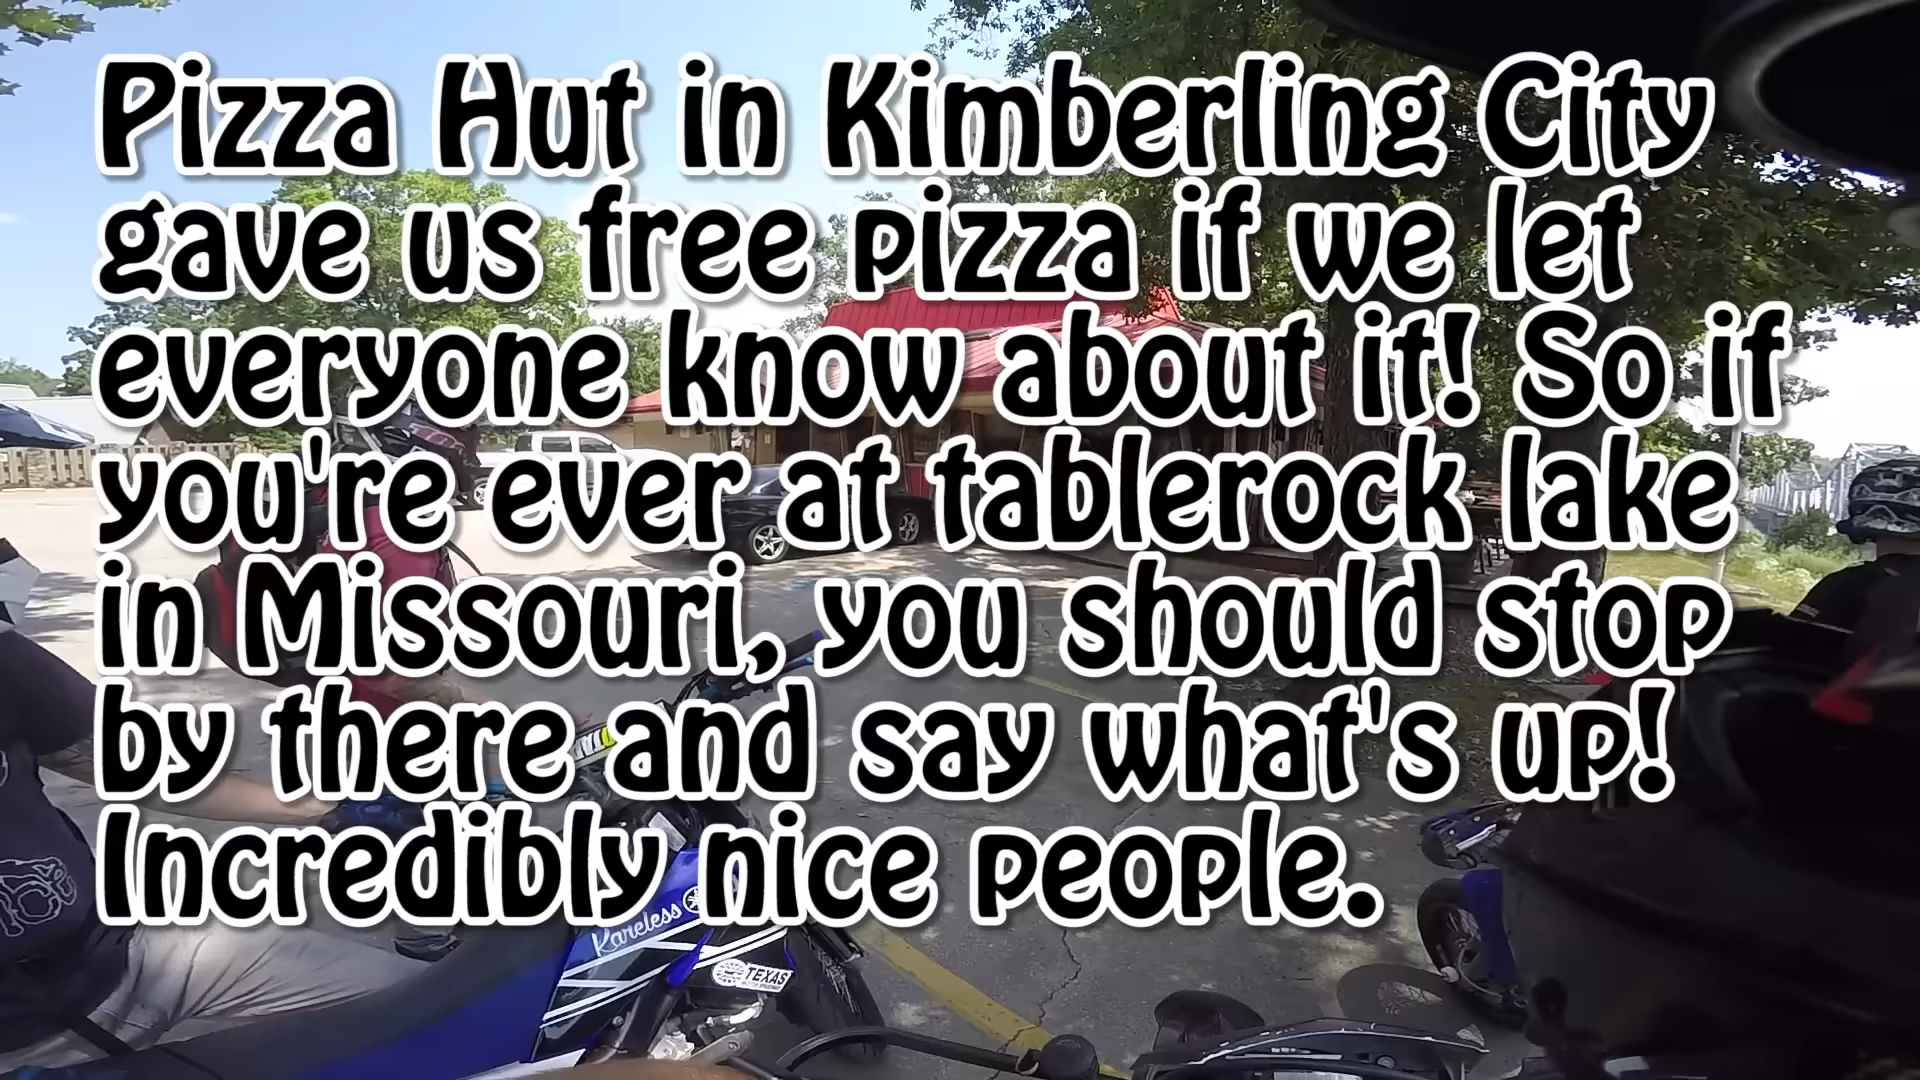 Pizza Hut in Kimberling City
gave us free pizza if we let
everyone know about it! So if
you're ever at tablerock lake
in Missouri, you should stop
by there and say what's up!
Incredibly nice people.
Kareless
TEXAS